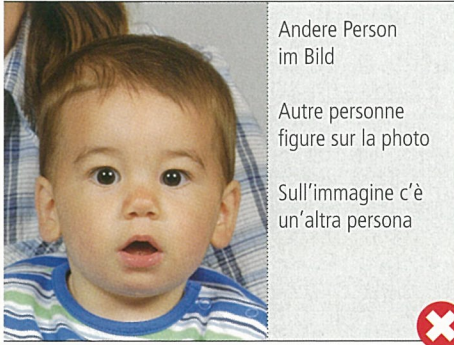 Andere Person
im Bild
Autre personne
figure sur la photo
Sull'immagine c'è
un'altra persona